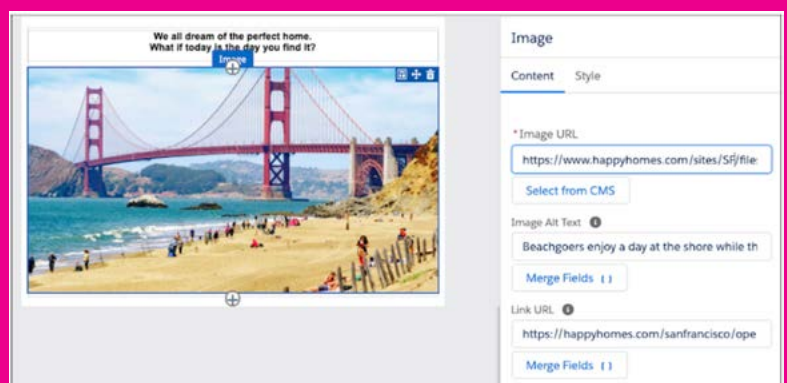 We all dream of the perfect home.
What if today is the day you find it?
Image
Image
Content Style
*Image URL
https://www.happyhomes.com/sites/SF/file
Select from CMS
Image Alt Text
Beachgoers enjoy a day at the shore while th
Merge Fields { }
Link URL
https://happyhomes.com/sanfrancisco/ope
Merge Fields { }